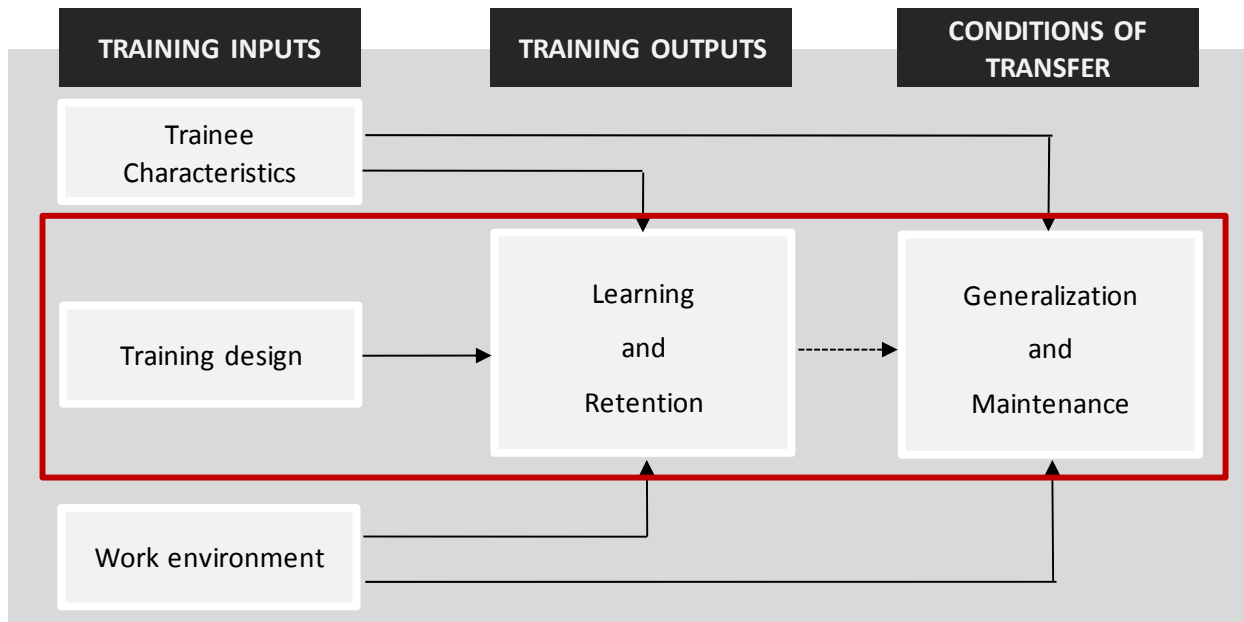 TRAINING INPUTS
TRAINING OUTPUTS
CONDITIONS OF
TRANSFER
Trainee
Characteristics
Training design
Learning
and
Retention
Generalization
and
Maintenance
Work environment